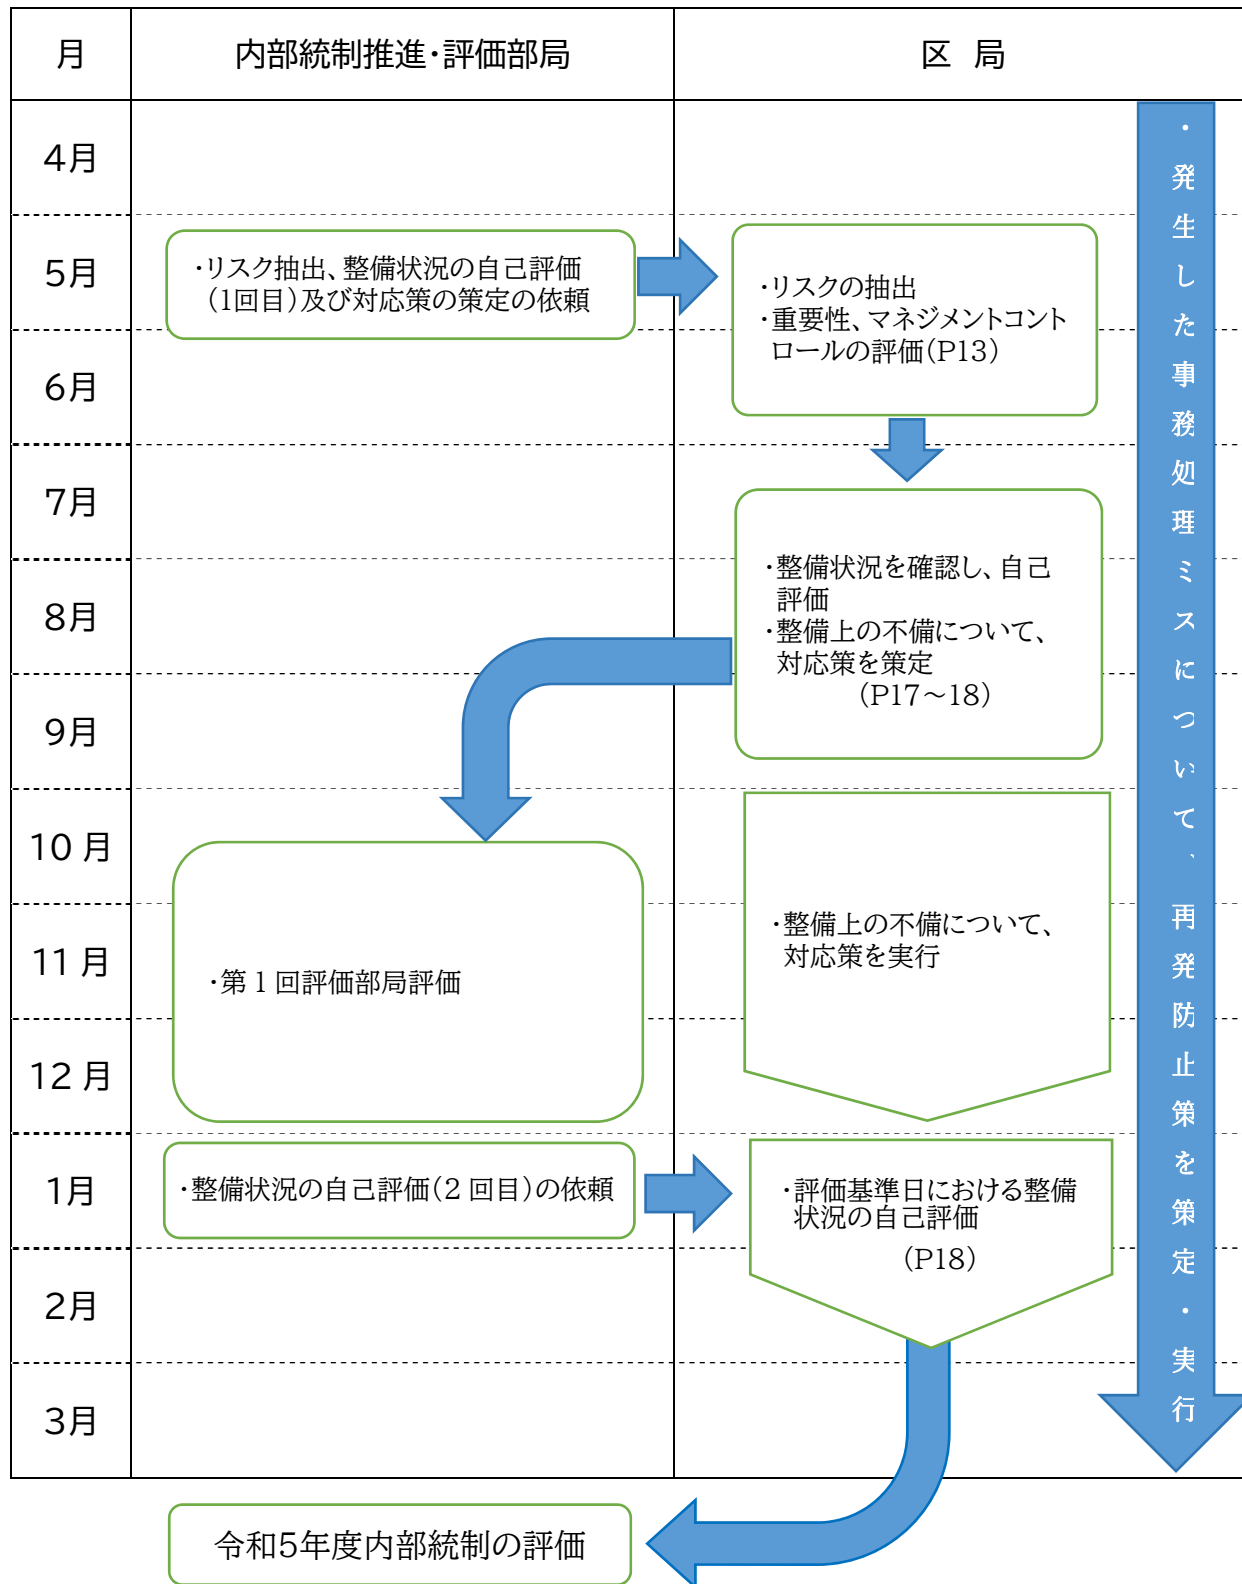 月
内部統制推進・評価部局
区 局
4月
5月
6月
7月
8月
9月
10月
11月
12月
1月
2月
3月
・リスク抽出、整備状況の自己評価
（1回目）及び対応策の策定の依頼
・リスクの抽出
・重要性、マネジメントコント
ロールの評価（P13）
・整備状況を確認し、自己
評価
・整備上の不備について、
対応策を策定
（P17～18）
・第1回評価部局評価
・整備上の不備について、
対応策を実行
・整備状況の自己評価（2回目）の依頼
・評価基準日における整備
状況の自己評価
（P18）
・発生した事務処理ミスについて、再発防止策を策定・実行
令和5年度内部統制の評価